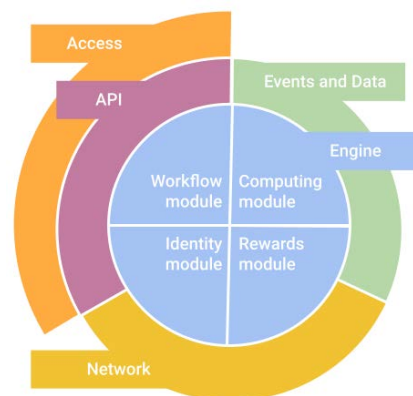 Access
API
Events and Data
Engine
Workflow
module
Computing
module
Identity
module
Rewards
module
Network